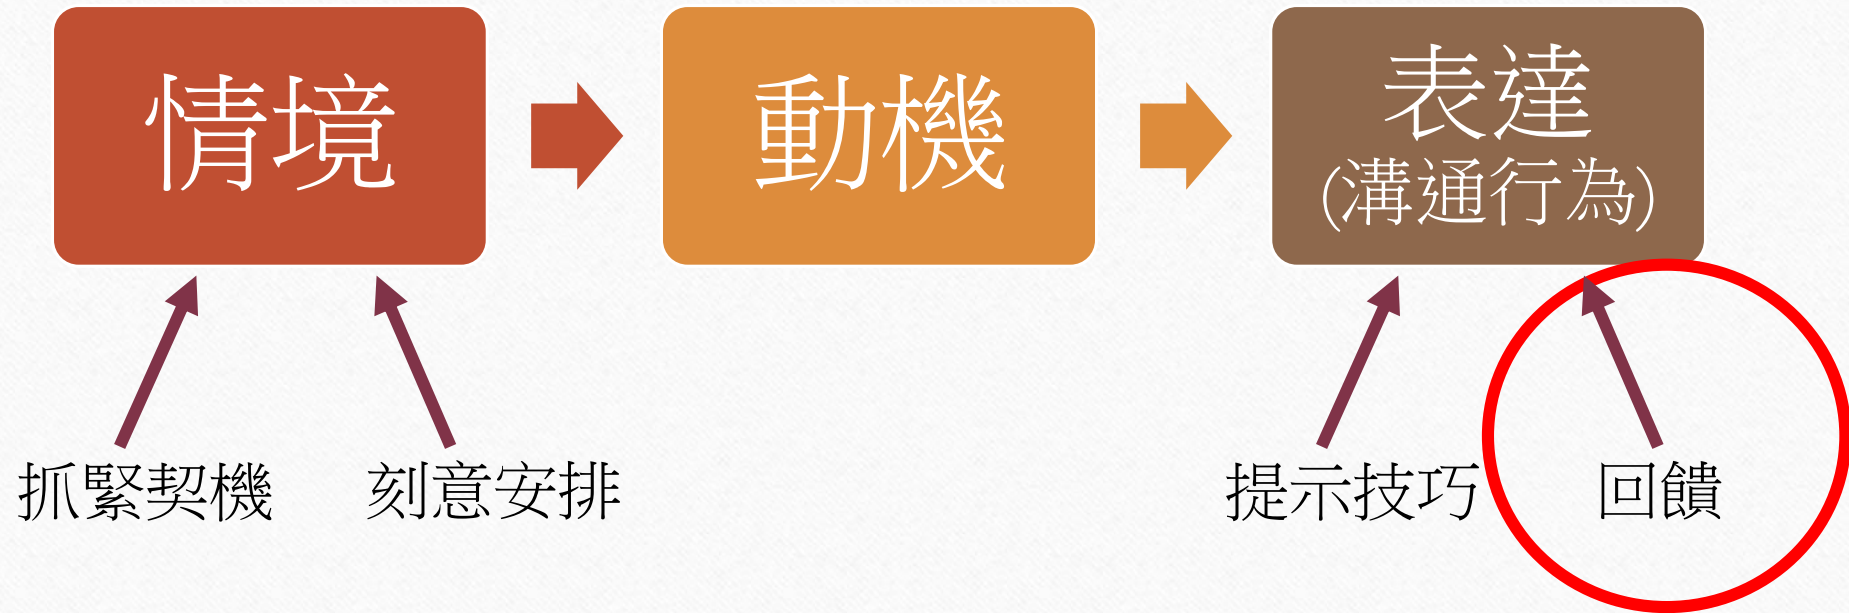 情境
動機
表達
(溝通行為)
抓緊契機
刻意安排
提示技巧
回饋